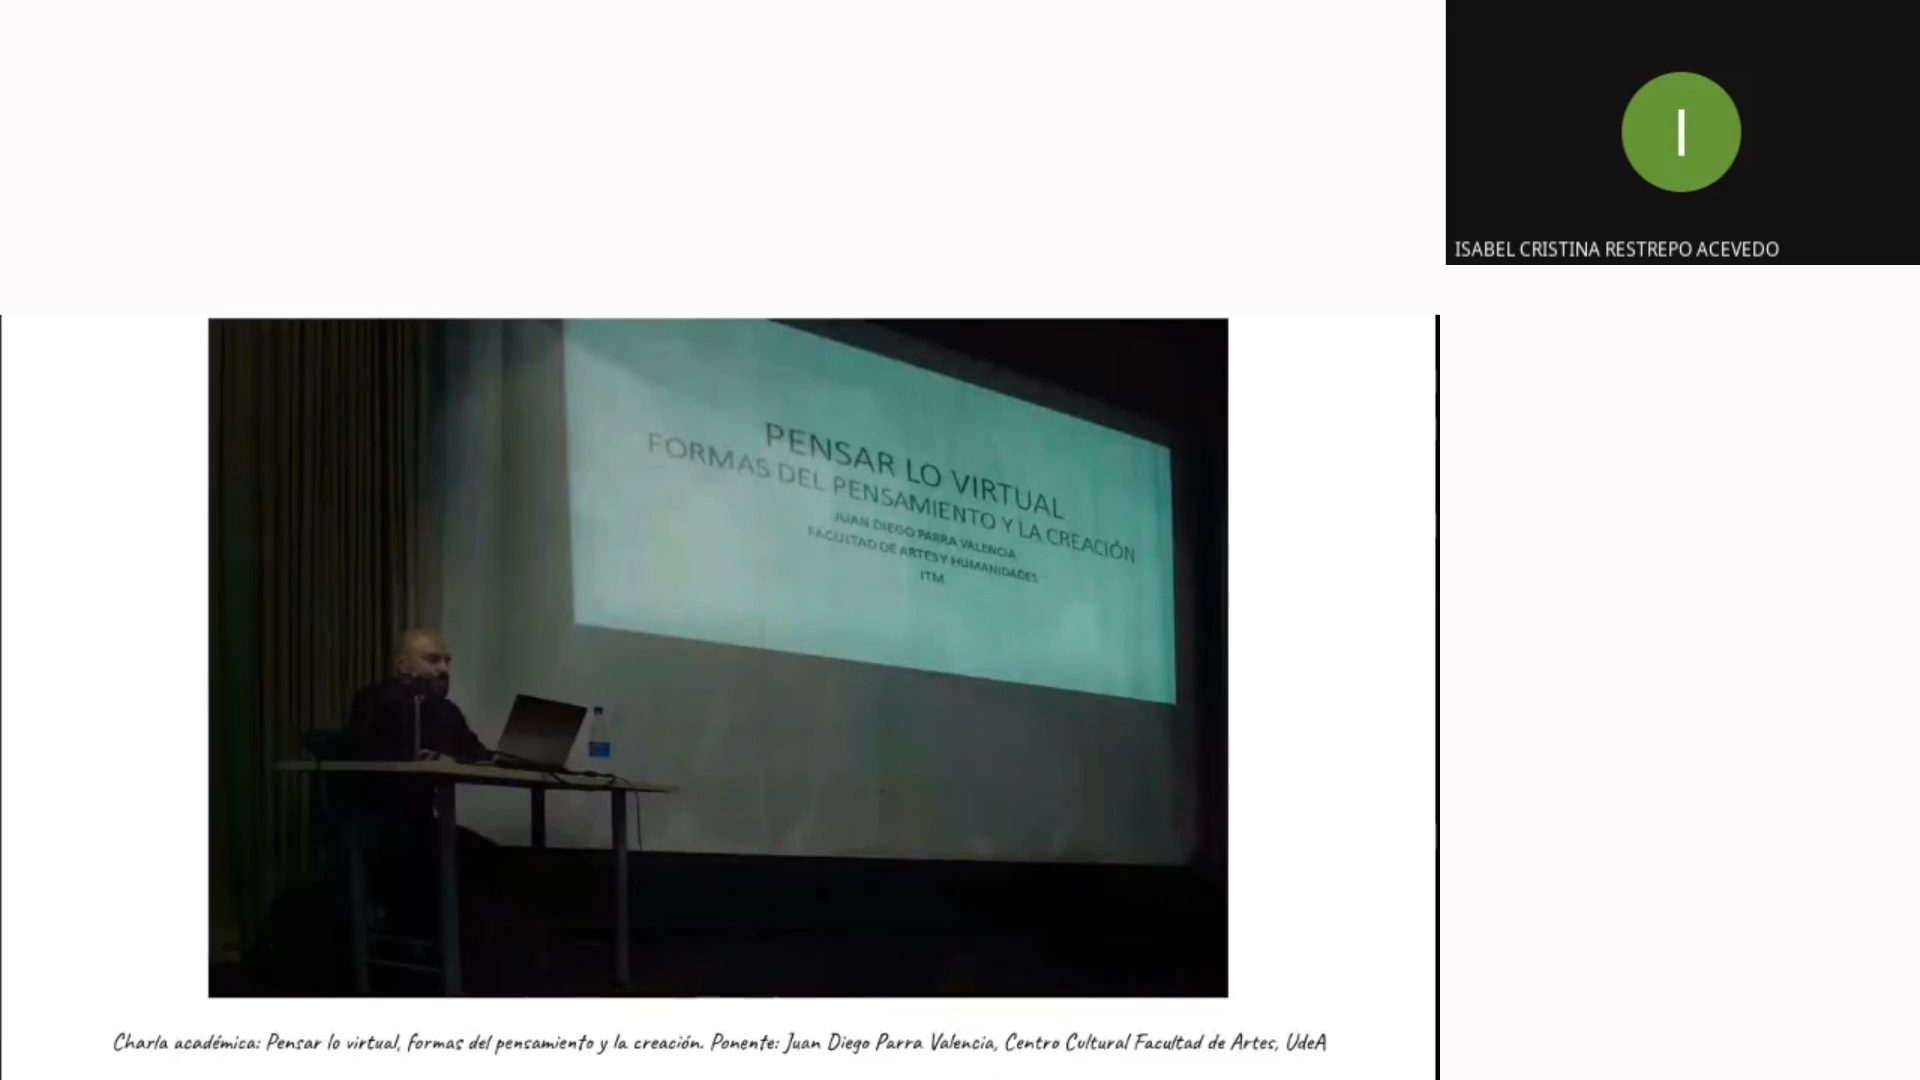 I
ISABEL CRISTINA RESTREPO ACEVEDO
PENSAR LO VIRTUAL
FORMAS DEL PENSAMIENTO Y LA CREACIÓN
JUAN DIEGO PARRA VALENCIA
FACULTAD DE ARTES Y HUMANIDADES
ITM
Charla académica: Pensar lo virtual, formas del pensamiento y la creación. Ponente: Juan Diego Parra Valencia, Centro Cultural Facultad de Artes, UdeA